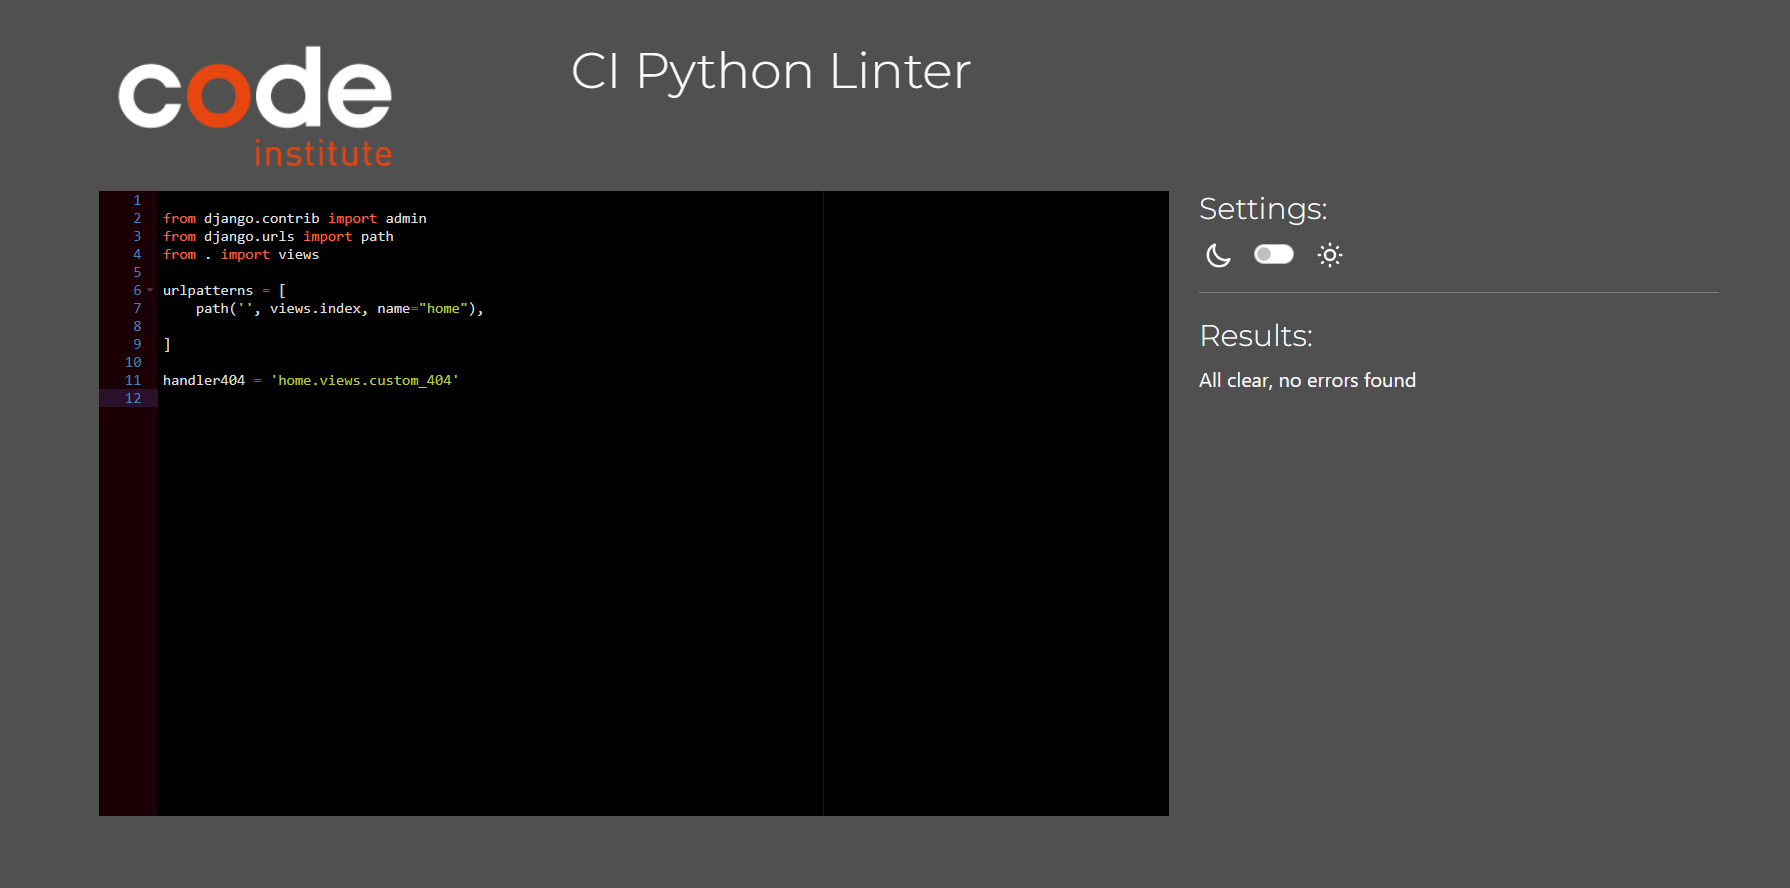 code
institute
CI Python Linter
1
2 from django.contrib import admin
3 from django.urls import path
4 from . import views
5
6 urlpatterns = [
7     path('', views.index, name="home"),
8
9 ]
10
11 handler404 = 'home.views.custom_404'
12
Settings:
Results:
All clear, no errors found